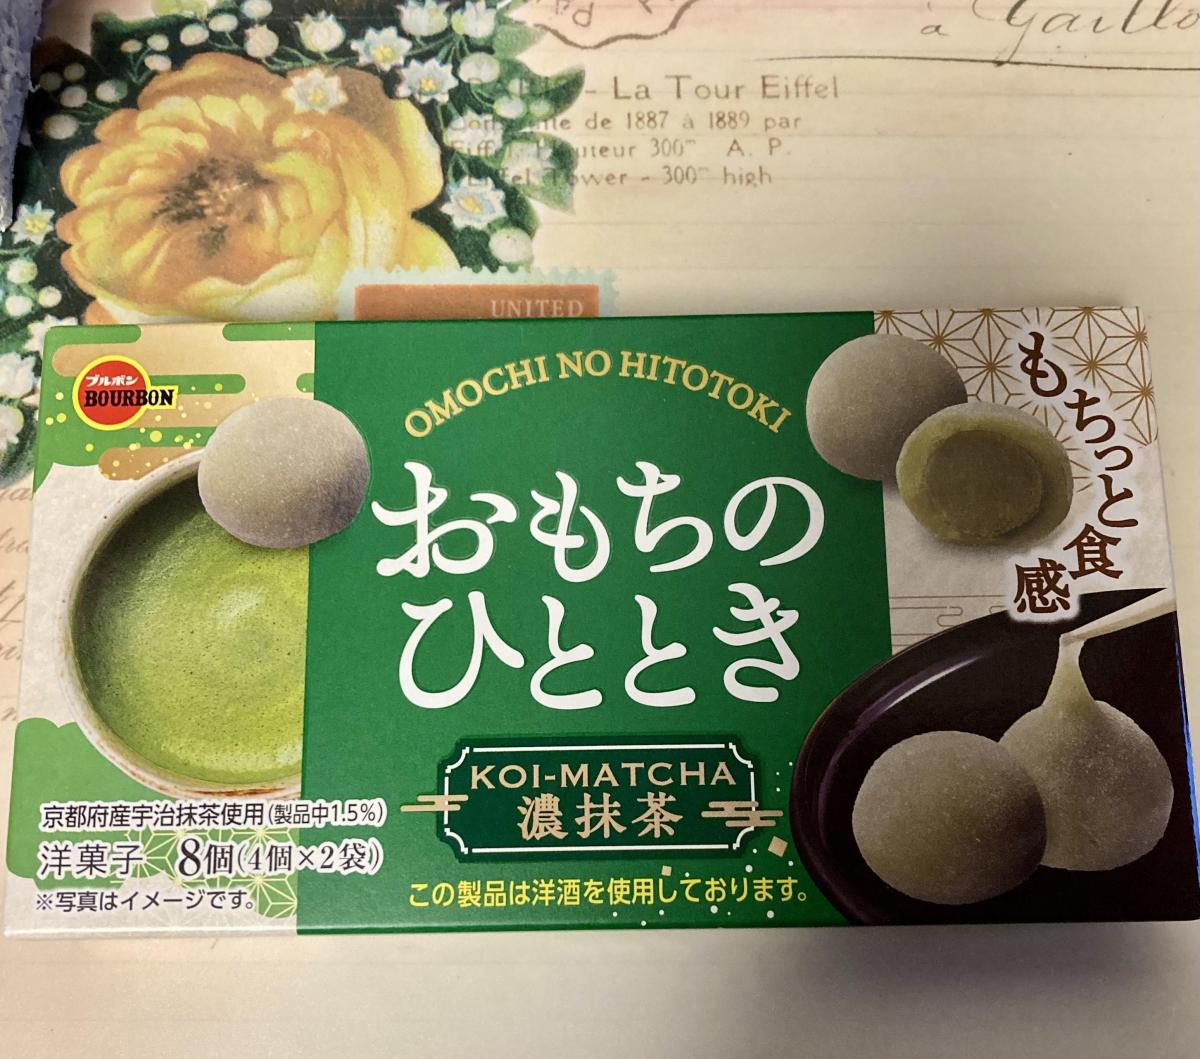 à Gaillo
La Tour Eiffel
de 1887 à 1889 par
300m A. P.
Tower - 300m high
UNITED
ブルボン
BOURBON
OMOCHI NO HITOTOKI
おもちの
ひととき
もちっと食感
KOI-MATCHA
濃抹茶
京都府産宇治抹茶使用(製品中1.5%)
洋菓子 8個(4個×2袋)
※写真はイメージです。
この製品は洋酒を使用しております。